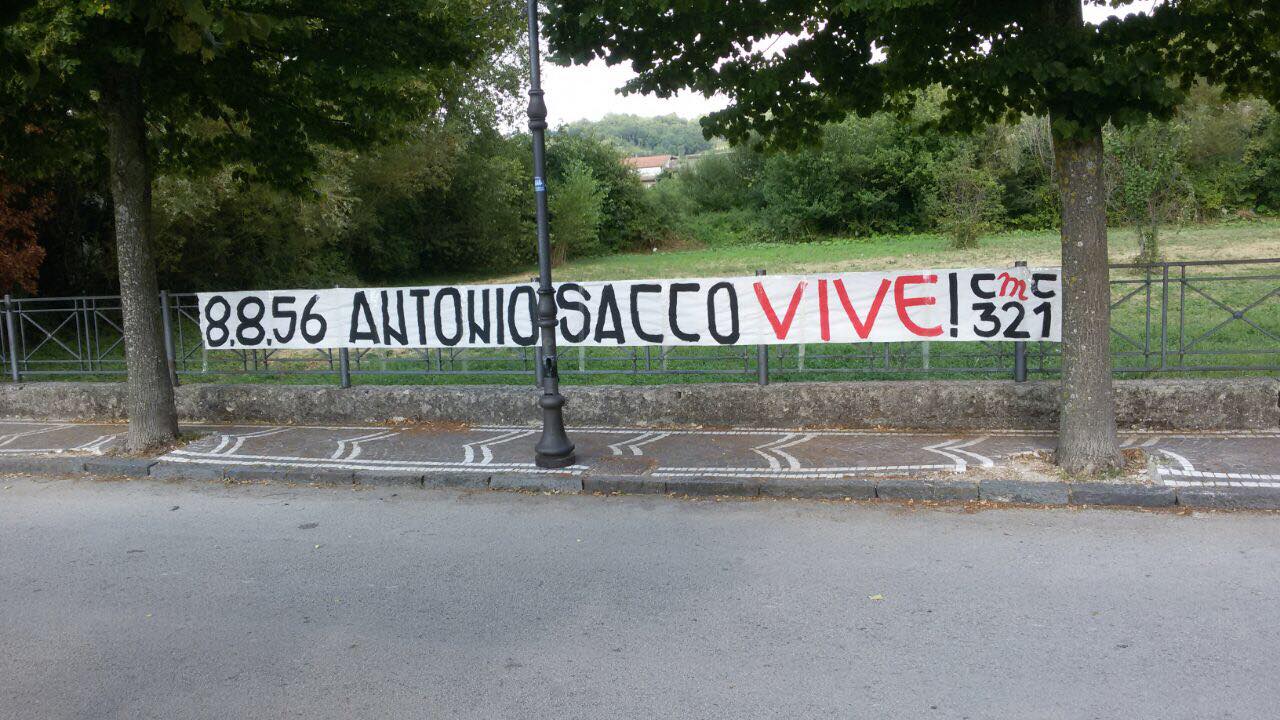 8.8.56 ANTONIO SACCO VIVE! CMC
321